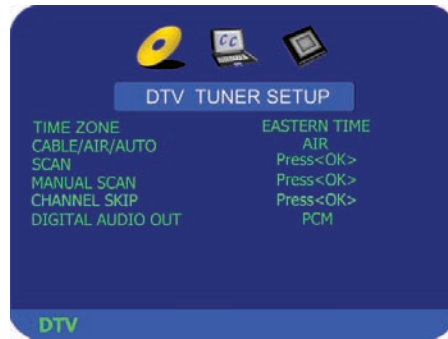 CC
DTV TUNER SETUP
TIME ZONE EASTERN TIME
CABLE/AIR/AUTO AIR
SCAN Press<OK>
MANUAL SCAN Press<OK>
CHANNEL SKIP Press<OK>
DIGITAL AUDIO OUT PCM
DTV